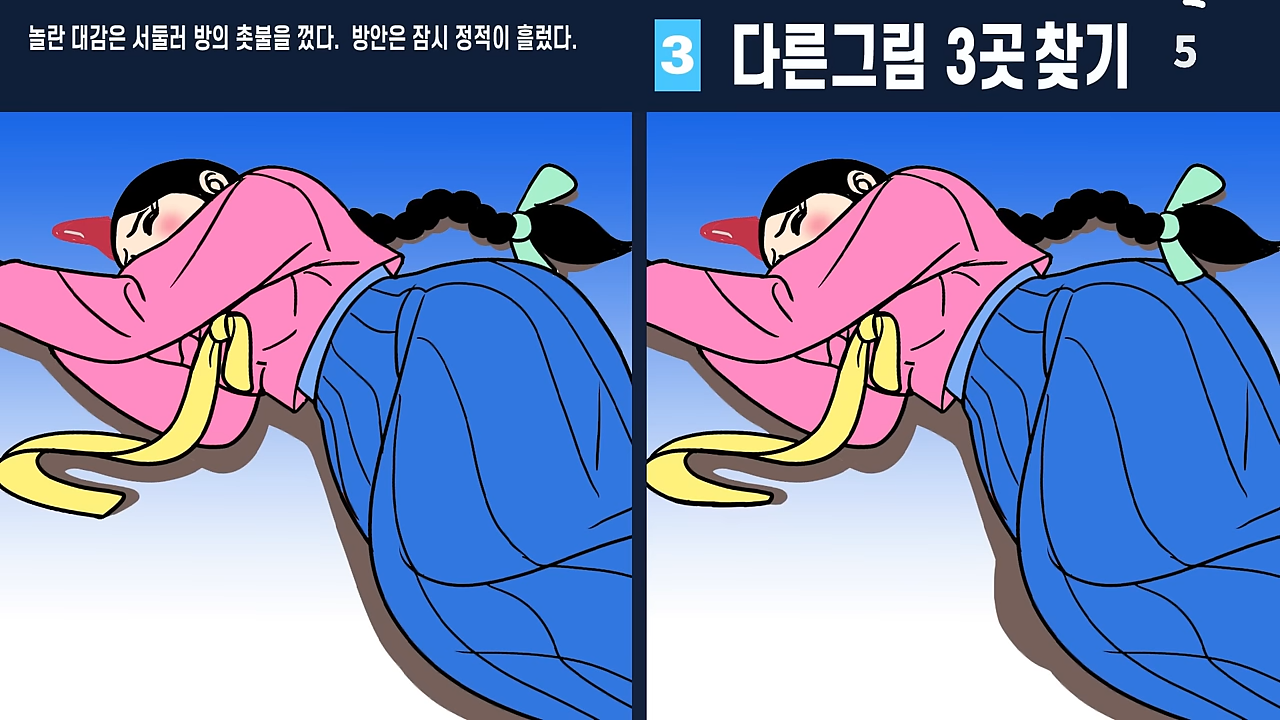 놀란 대감은 서둘러 방의 촛불을 껐다. 방안은 잠시 정적이 흘렀다.
3 다른그림 3곳 찾기
5